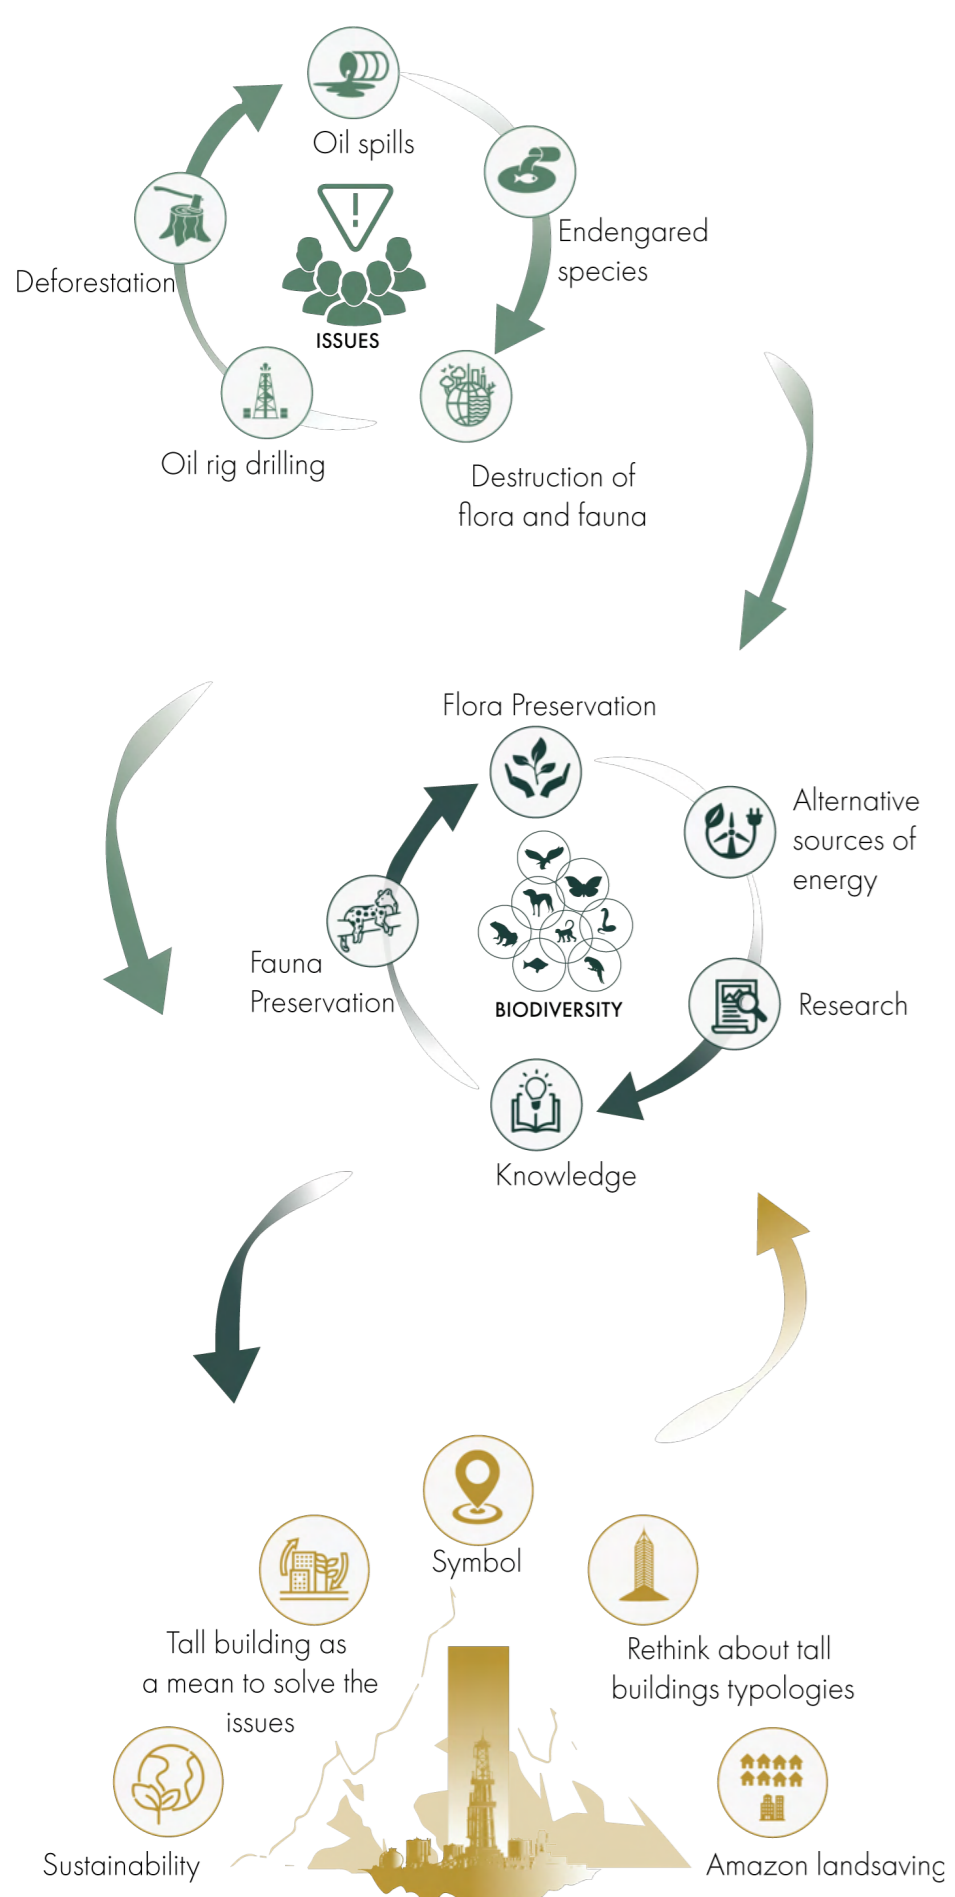 Oil spills
Endengared
species
Deforestation
ISSUES
Oil rig drilling
Destruction of
flora and fauna
Flora Preservation
Alternative
sources of
energy
Fauna
Preservation
BIODIVERSITY
Research
Knowledge
Symbol
Tall building as
a mean to solve the
issues
Rethink about tall
buildings typologies
Sustainability
Amazon landsaving